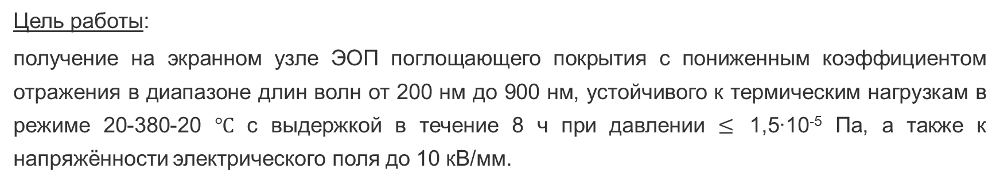 Цель работы:
получение на экранном узле ЭОП поглощающего покрытия с пониженным коэффициентом
отражения в диапазоне длин волн от 200 нм до 900 нм, устойчивого к термическим нагрузкам в
режиме 20-380-20 ℃ с выдержкой в течение 8 ч при давлении ≤ 1,5·10⁻⁵ Па, а также к
напряжённости электрического поля до 10 кВ/мм.